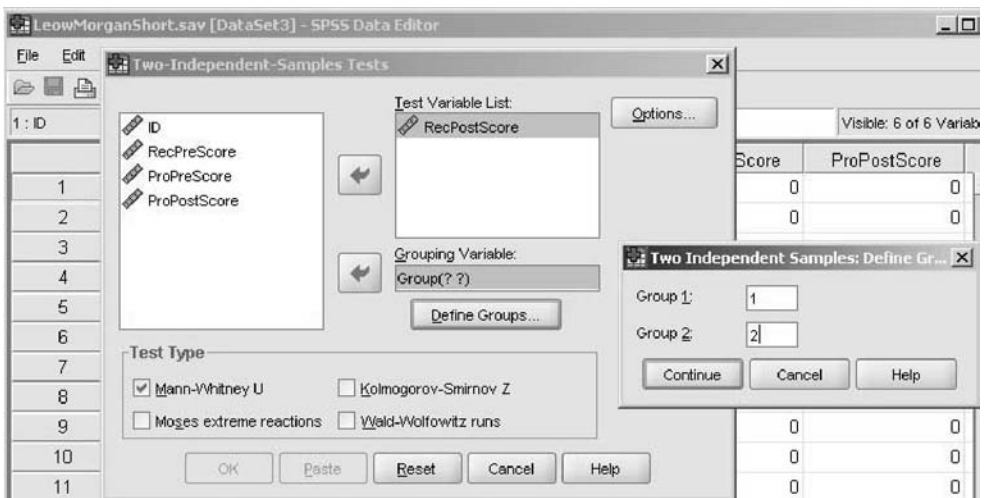 LeowMorganShort.sav [DataSet3] - SPSS Data Editor
File Edit
Two-Independent-Samples Tests
1 : ID
Visible: 6 of 6 Variab
ID
RecPreScore
ProPreScore
ProPostScore
Test Variable List:
RecPostScore
Options...
Grouping Variable:
Group(? ?)
Define Groups...
Test Type
Mann-Whitney U
Kolmogorov-Smirnov Z
Moses extreme reactions
Wald-Wolfowitz runs
OK Paste Reset Cancel Help
Score ProPostScore
1 0 0
2 0 0
3
4
5
6
7
8
9 0 0
10 0 0
11 0 0
Two Independent Samples: Define Gr...
Group 1: 1
Group 2: 2
Continue Cancel Help